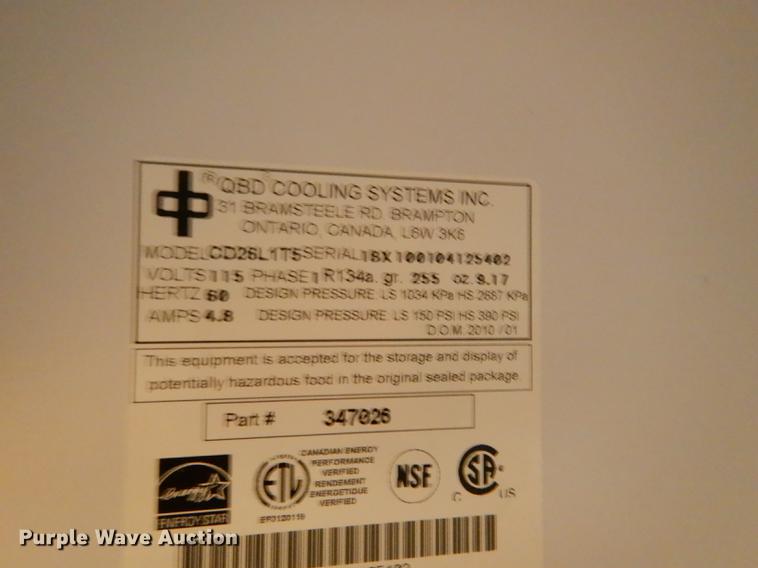 (R) QBD COOLING SYSTEMS INC.
31 BRAMSTEELE RD. BRAMPTON
ONTARIO, CANADA, L6W 3K6
MODEL CD26L1T5 SERIAL 18X100104125402
VOLTS 115 PHASE 1 R134a. gr. 255 oz. 9.17
HERTZ 60 DESIGN PRESSURE LS 1034 KPa HS 2687 KPa
AMPS 4.8 DESIGN PRESSURE LS 150 PSI HS 390 PSI
D.O.M. 2010 / 01
This equipment is accepted for the storage and display of
potentially hazardous food in the original sealed package.
Part # 347026
CANADIAN ENERGY
PERFORMANCE
VERIFIED
RENDEMENT
ENERGETIQUE
VERIFIED
energy
ENERGY STAR
ETL
NSF
SA
C US
Purple Wave Auction